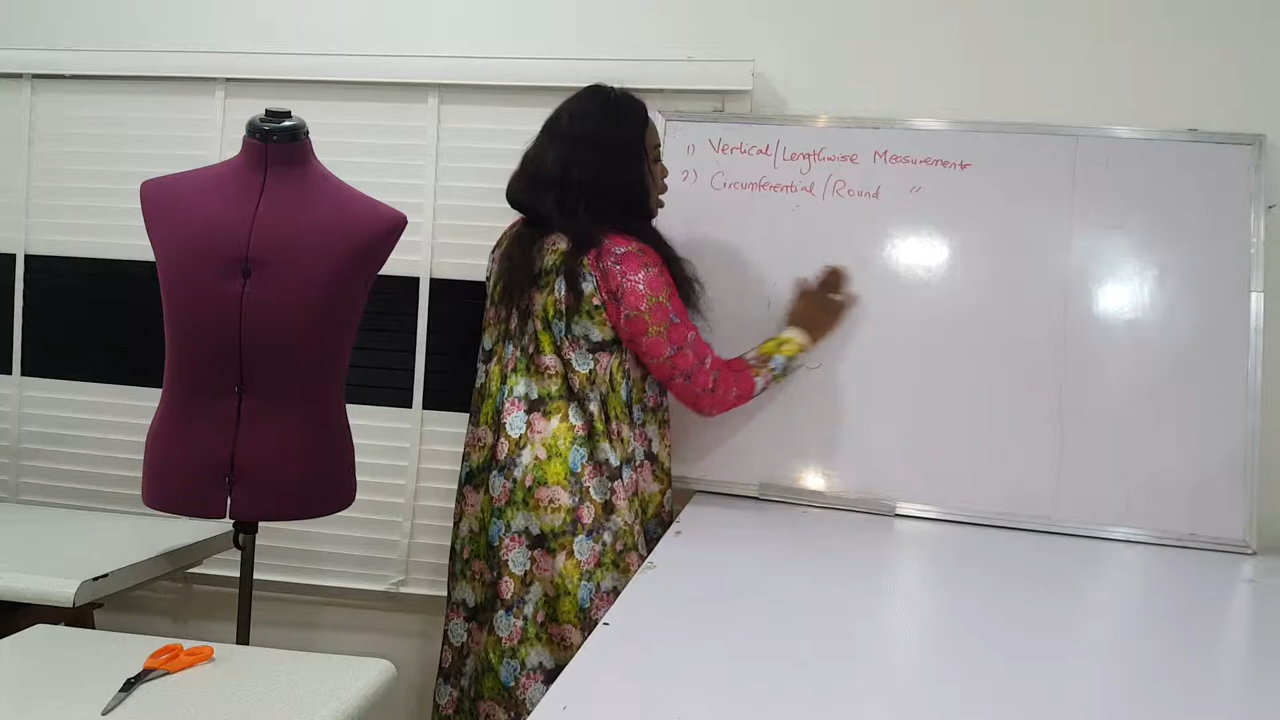 1) Vertical/Lengthwise Measurements
2) Circumferential/Round "